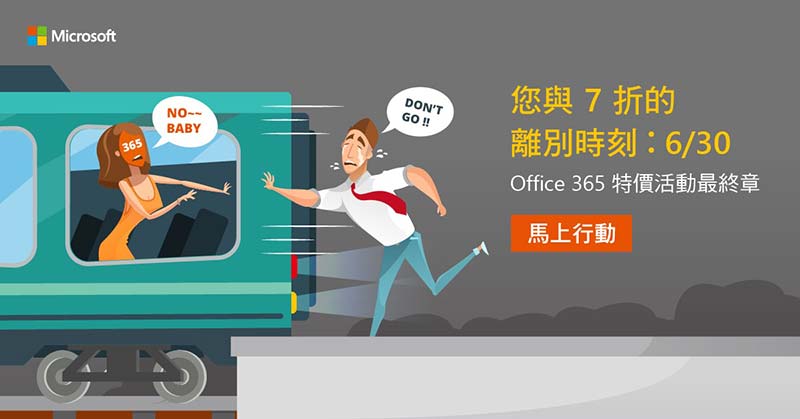 Microsoft
NO~~
BABY
365
DON'T
GO !!
您與 7 折的
離別時刻：6/30
Office 365 特價活動最終章
馬上行動